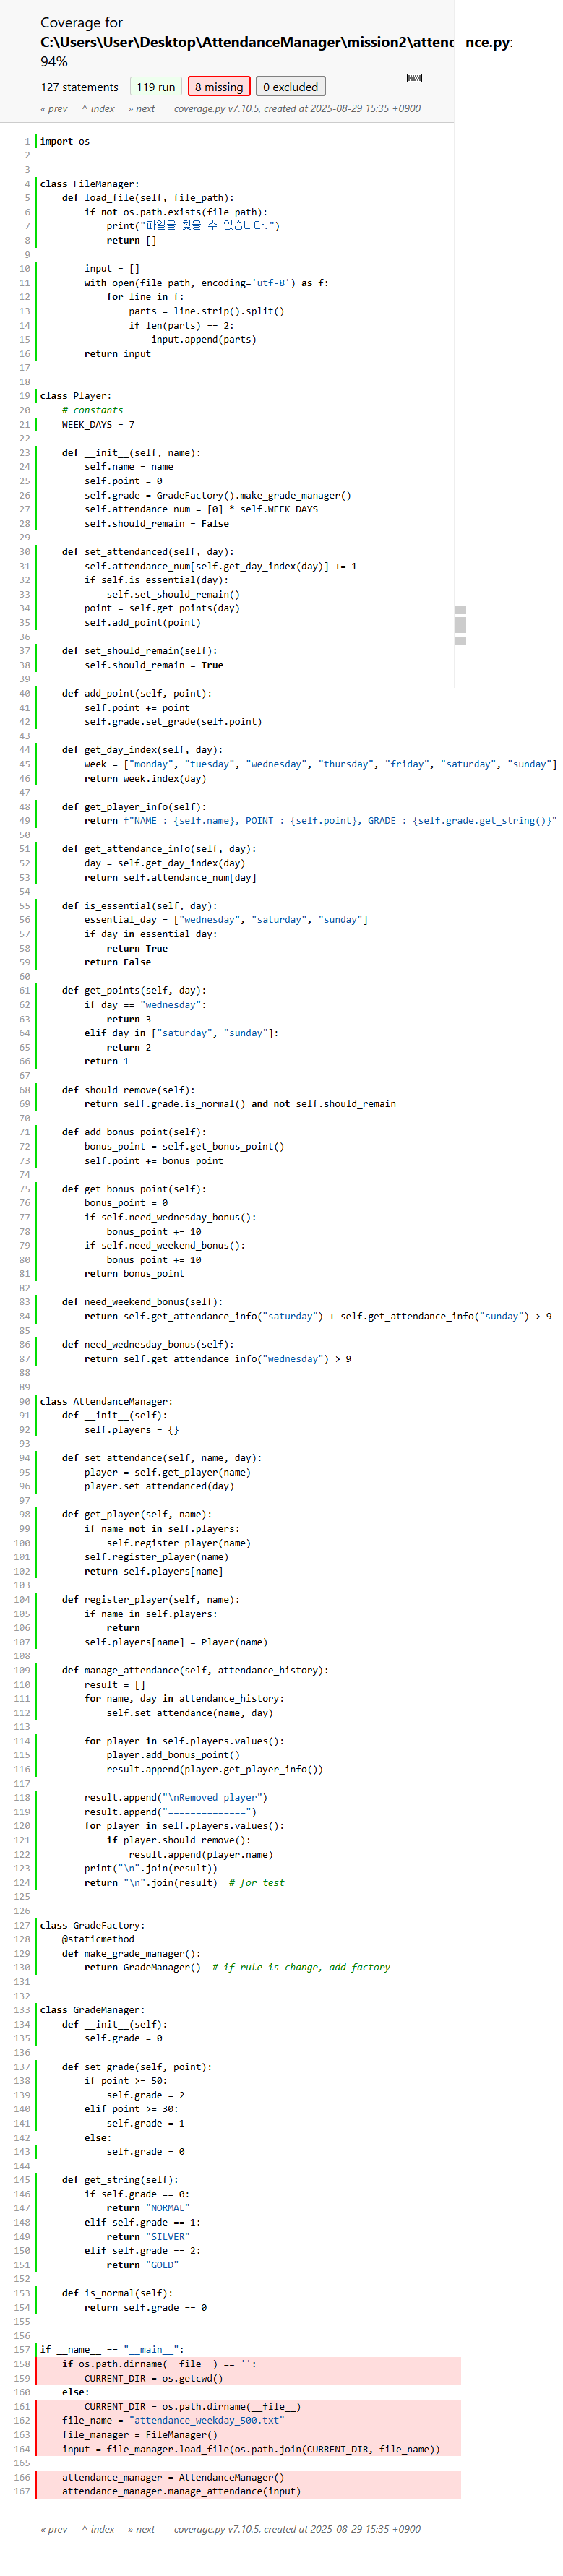 Coverage for
C:\Users\User\Desktop\AttendanceManager\mission2\attend nce.py:
94%
127 statements 119 run 8 missing 0 excluded
« prev ^ index » next coverage.py v7.10.5, created at 2025-08-29 15:35 +0900
1 import os
2
3
4 class FileManager:
5 def load_file(self, file_path):
6 if not os.path.exists(file_path):
7 print("파일을 찾을 수 없습니다.")
8 return []
9
10 input = []
11 with open(file_path, encoding='utf-8') as f:
12 for line in f:
13 parts = line.strip().split()
14 if len(parts) == 2:
15 input.append(parts)
16 return input
17
18
19 class Player:
20 # constants
21 WEEK_DAYS = 7
22
23 def __init__(self, name):
24 self.name = name
25 self.point = 0
26 self.grade = GradeFactory().make_grade_manager()
27 self.attendance_num = [0] * self.WEEK_DAYS
28 self.should_remain = False
29
30 def set_attendanced(self, day):
31 self.attendance_num[self.get_day_index(day)] += 1
32 if self.is_essential(day):
33 self.set_should_remain()
34 point = self.get_points(day)
35 self.add_point(point)
36
37 def set_should_remain(self):
38 self.should_remain = True
39
40 def add_point(self, point):
41 self.point += point
42 self.grade.set_grade(self.point)
43
44 def get_day_index(self, day):
45 week = ["monday", "tuesday", "wednesday", "thursday", "friday", "saturday", "sunday"]
46 return week.index(day)
47
48 def get_player_info(self):
49 return f"NAME : {self.name}, POINT : {self.point}, GRADE : {self.grade.get_string()}"
50
51 def get_attendance_info(self, day):
52 day = self.get_day_index(day)
53 return self.attendance_num[day]
54
55 def is_essential(self, day):
56 essential_day = ["wednesday", "saturday", "sunday"]
57 if day in essential_day:
58 return True
59 return False
60
61 def get_points(self, day):
62 if day == "wednesday":
63 return 3
64 elif day in ["saturday", "sunday"]:
65 return 2
66 return 1
67
68 def should_remove(self):
69 return self.grade.is_normal() and not self.should_remain
70
71 def add_bonus_point(self):
72 bonus_point = self.get_bonus_point()
73 self.point += bonus_point
74
75 def get_bonus_point(self):
76 bonus_point = 0
77 if self.need_wednesday_bonus():
78 bonus_point += 10
79 if self.need_weekend_bonus():
80 bonus_point += 10
81 return bonus_point
82
83 def need_weekend_bonus(self):
84 return self.get_attendance_info("saturday") + self.get_attendance_info("sunday") > 9
85
86 def need_wednesday_bonus(self):
87 return self.get_attendance_info("wednesday") > 9
88
89
90 class AttendanceManager:
91 def __init__(self):
92 self.players = {}
93
94 def set_attendance(self, name, day):
95 player = self.get_player(name)
96 player.set_attendanced(day)
97
98 def get_player(self, name):
99 if name not in self.players:
100 self.register_player(name)
101 self.register_player(name)
102 return self.players[name]
103
104 def register_player(self, name):
105 if name in self.players:
106 return
107 self.players[name] = Player(name)
108
109 def manage_attendance(self, attendance_history):
110 result = []
111 for name, day in attendance_history:
112 self.set_attendance(name, day)
113
114 for player in self.players.values():
115 player.add_bonus_point()
116 result.append(player.get_player_info())
117
118 result.append("\nRemoved player")
119 result.append("==============")
120 for player in self.players.values():
121 if player.should_remove():
122 result.append(player.name)
123 print("\n".join(result))
124 return "\n".join(result) # for test
125
126
127 class GradeFactory:
128 @staticmethod
129 def make_grade_manager():
130 return GradeManager() # if rule is change, add factory
131
132
133 class GradeManager:
134 def __init__(self):
135 self.grade = 0
136
137 def set_grade(self, point):
138 if point >= 50:
139 self.grade = 2
140 elif point >= 30:
141 self.grade = 1
142 else:
143 self.grade = 0
144
145 def get_string(self):
146 if self.grade == 0:
147 return "NORMAL"
148 elif self.grade == 1:
149 return "SILVER"
150 elif self.grade == 2:
151 return "GOLD"
152
153 def is_normal(self):
154 return self.grade == 0
155
156
157 if __name__ == "__main__":
158 if os.path.dirname(__file__) == '':
159 CURRENT_DIR = os.getcwd()
160 else:
161 CURRENT_DIR = os.path.dirname(__file__)
162 file_name = "attendance_weekday_500.txt"
163 file_manager = FileManager()
164 input = file_manager.load_file(os.path.join(CURRENT_DIR, file_name))
165
166 attendance_manager = AttendanceManager()
167 attendance_manager.manage_attendance(input)
« prev ^ index » next coverage.py v7.10.5, created at 2025-08-29 15:35 +0900